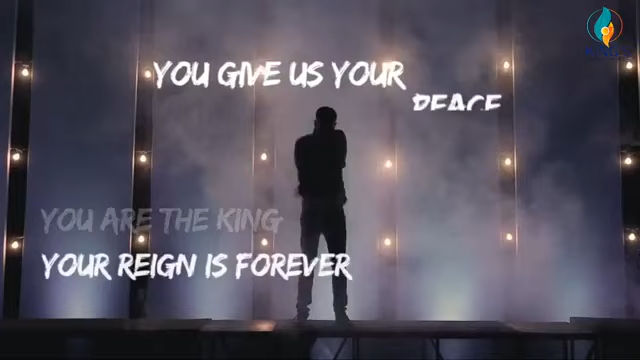 YOU GIVE US YOUR
PEACE
YOU ARE THE KING
YOUR REIGN IS FOREVER